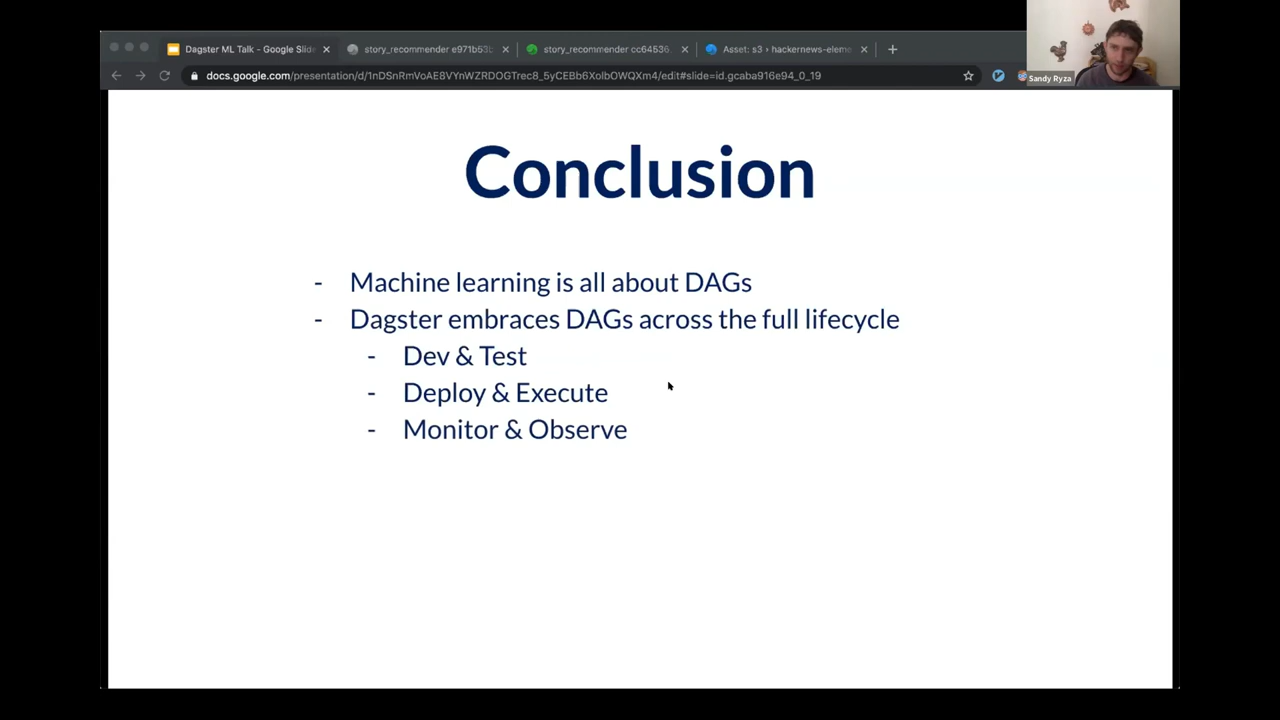 Dagster ML Talk - Google Slid
story_recommender e971b53b
story_recommender cc64536
Asset: s3 › hackernews-eleme
docs.google.com/presentation/d/1nDSnRmVoAE8VYnWZRDOGTrec8_5yCEBb6XolbOWQXm4/edit#slide=id.gcaba916e94_0_19
Sandy Ryza
Conclusion
- Machine learning is all about DAGs
- Dagster embraces DAGs across the full lifecycle
- Dev & Test
- Deploy & Execute
- Monitor & Observe